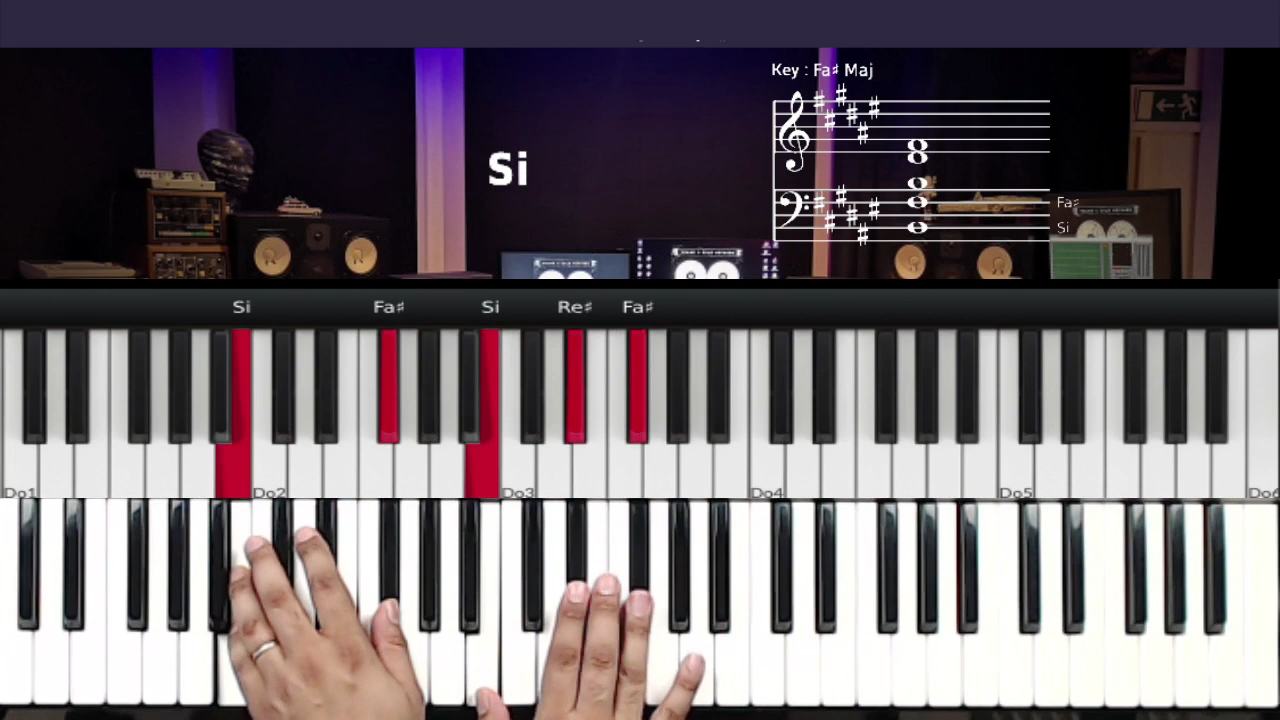 Key : Fa♯ Maj
Si
Fa♯
Si
Si Fa♯ Si Re♯ Fa♯
Do1 Do2 Do3 Do4 Do5